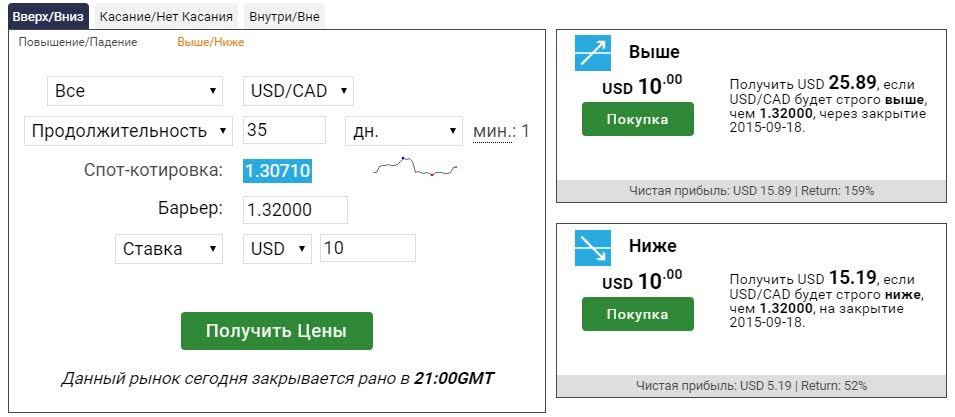 Вверх/Вниз Касание/Нет Касания Внутри/Вне
Повышение/Падение Выше/Ниже
Все USD/CAD
Продолжительность 35 дн. мин.: 1
Спот-котировка: 1.30710
Барьер: 1.32000
Ставка USD 10
Получить Цены
Данный рынок сегодня закрывается рано в 21:00GMT
Выше
USD 10.00
Покупка
Получить USD 25.89, если
USD/CAD будет строго выше,
чем 1.32000, через закрытие
2015-09-18.
Чистая прибыль: USD 15.89 | Return: 159%
Ниже
USD 10.00
Покупка
Получить USD 15.19, если
USD/CAD будет строго ниже,
чем 1.32000, на закрытие
2015-09-18.
Чистая прибыль: USD 5.19 | Return: 52%